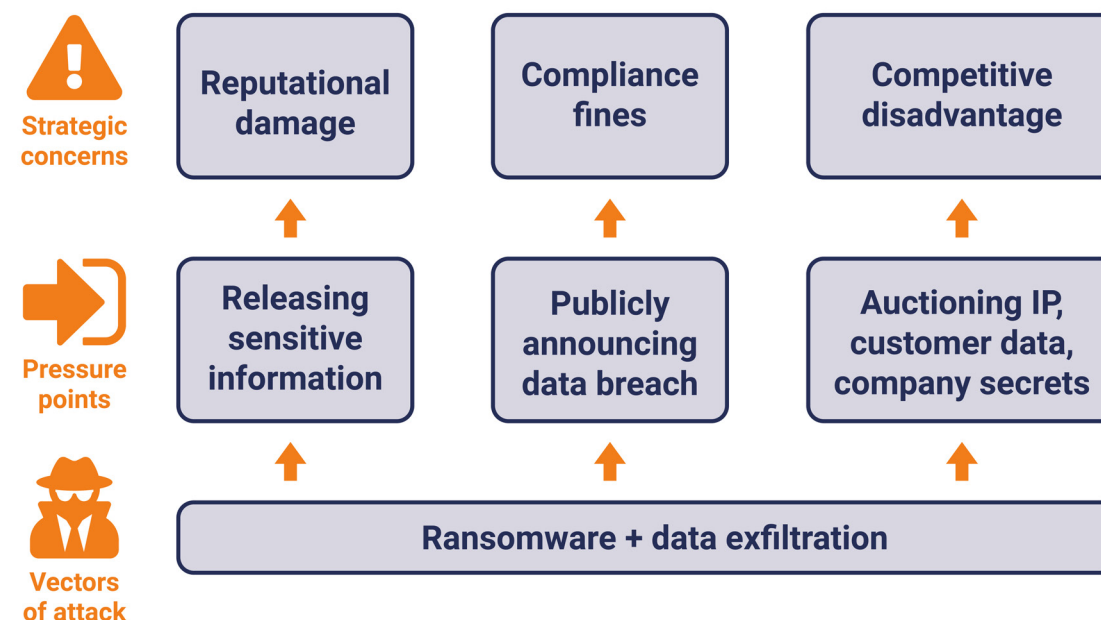 Strategic
concerns
Reputational
damage
Compliance
fines
Competitive
disadvantage
Pressure
points
Releasing
sensitive
information
Publicly
announcing
data breach
Auctioning IP,
customer data,
company secrets
Vectors
of attack
Ransomware + data exfiltration